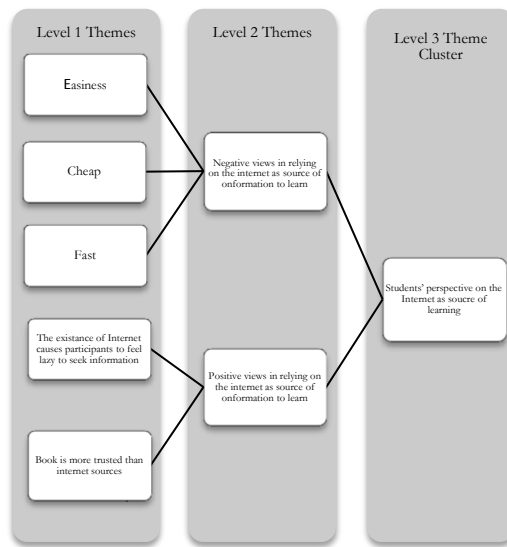 Level 1 Themes
Easiness
Cheap
Fast
The existance of Internet
causes participants to feel
lazy to seek information
Book is more trusted than
internet sources
Level 2 Themes
Negative views in relying
on the internet as source of
onformation to learn
Positive views in relying on
the internet as source of
onformation to learn
Level 3 Theme
Cluster
Students' perspective on the
Internet as soucre of
learning